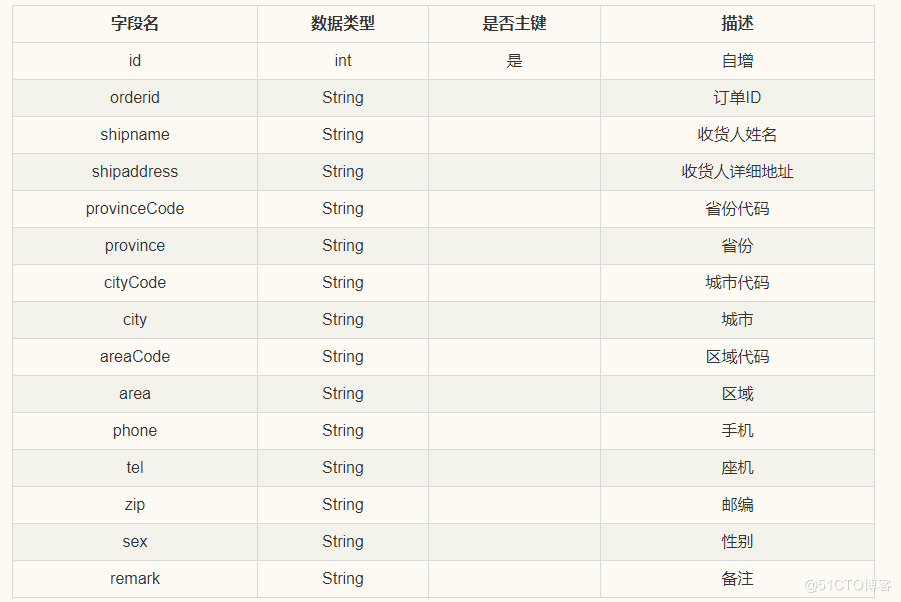 字段名 数据类型 是否主键 描述
id int 是 自增
orderid String 订单ID
shipname String 收货人姓名
shipaddress String 收货人详细地址
provinceCode String 省份代码
province String 省份
cityCode String 城市代码
city String 城市
areaCode String 区域代码
area String 区域
phone String 手机
tel String 座机
zip String 邮编
sex String 性别
remark String 备注
@51CTO博客